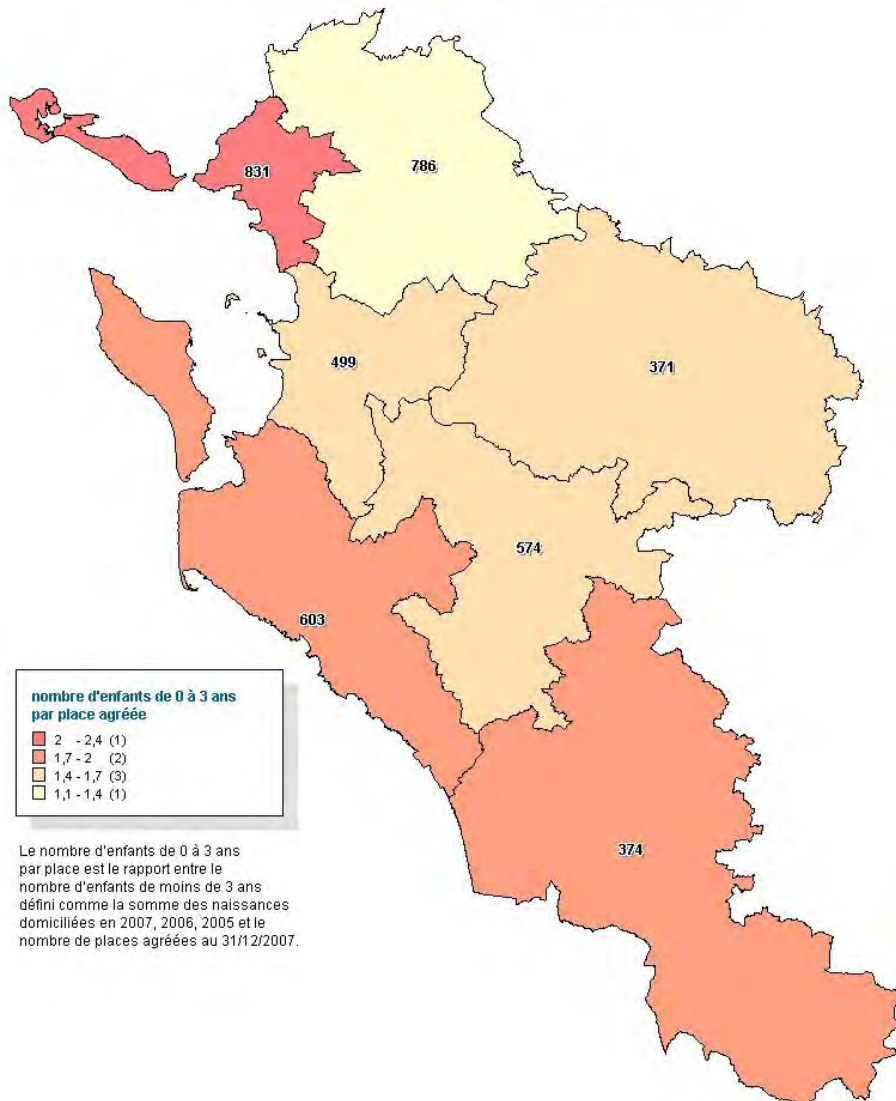 831
786
499
371
574
603
374
nombre d'enfants de 0 à 3 ans
par place agréée
2 - 2,4 (1)
1,7 - 2 (2)
1,4 - 1,7 (3)
1,1 - 1,4 (1)
Le nombre d'enfants de 0 à 3 ans
par place est le rapport entre le
nombre d'enfants de moins de 3 ans
défini comme la somme des naissances
domiciliées en 2007, 2006, 2005 et le
nombre de places agréées au 31/12/2007.